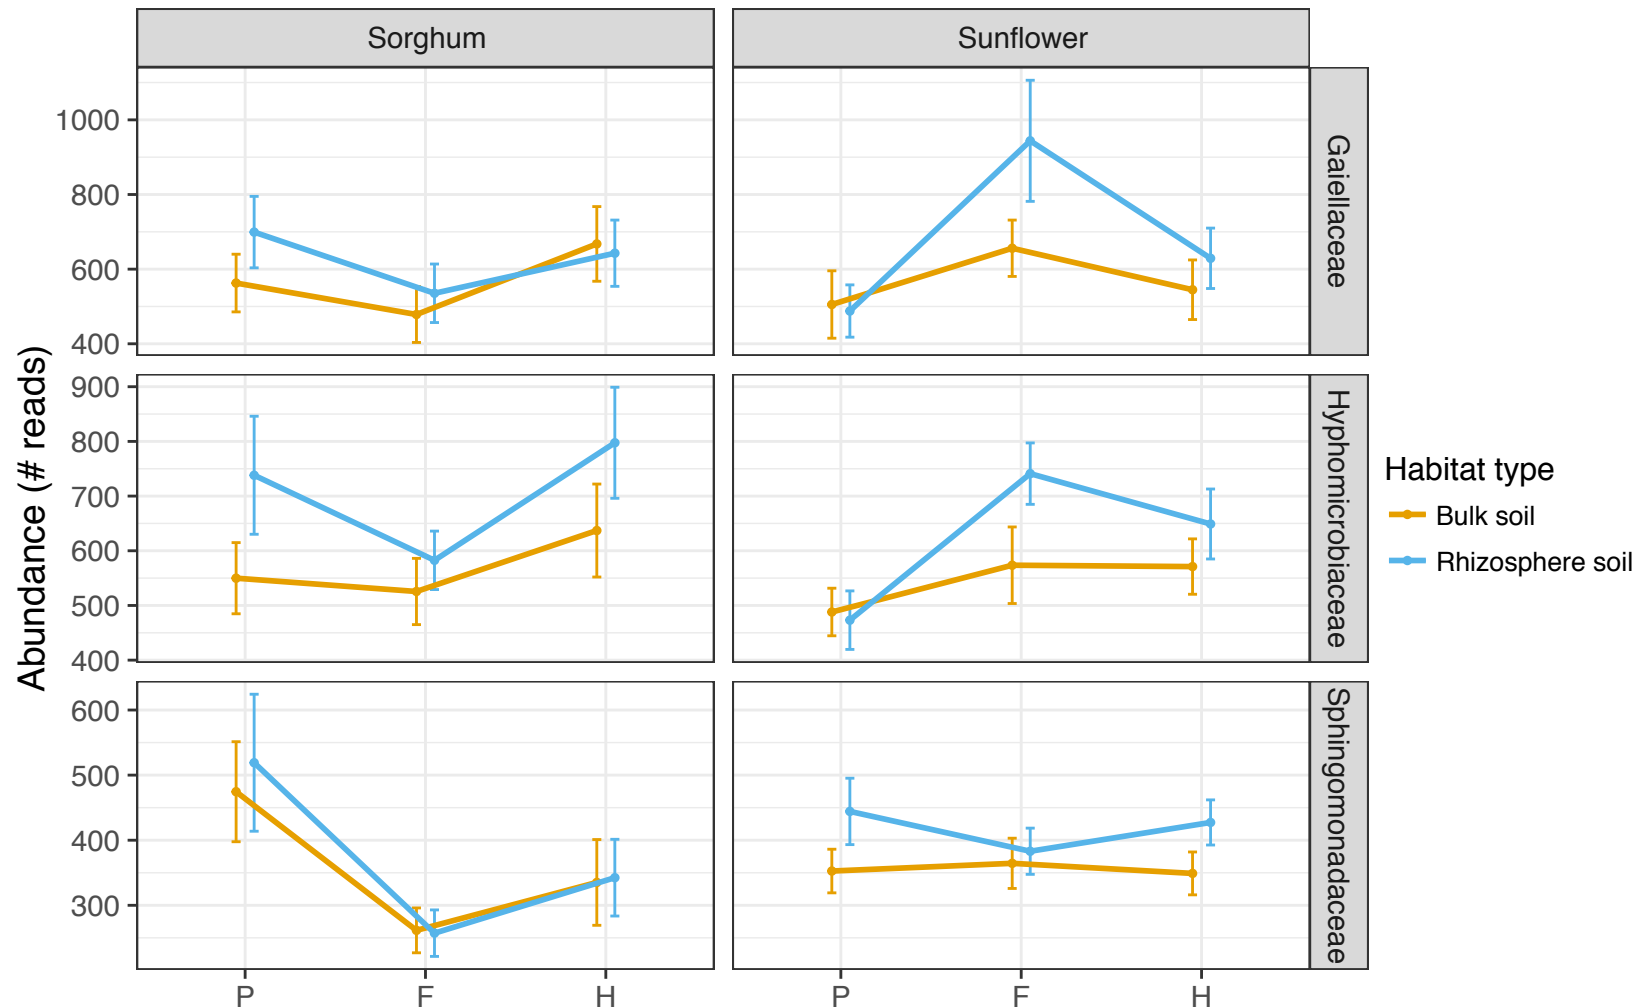 Sorghum
Sunflower
Abundance (# reads)
1000
800
600
400
Gaiellaceae
900
800
700
600
500
400
Hyphomicrobiaceae
600
500
400
300
Sphingomonadaceae
P
F
H
P
F
H
Habitat type
Bulk soil
Rhizosphere soil